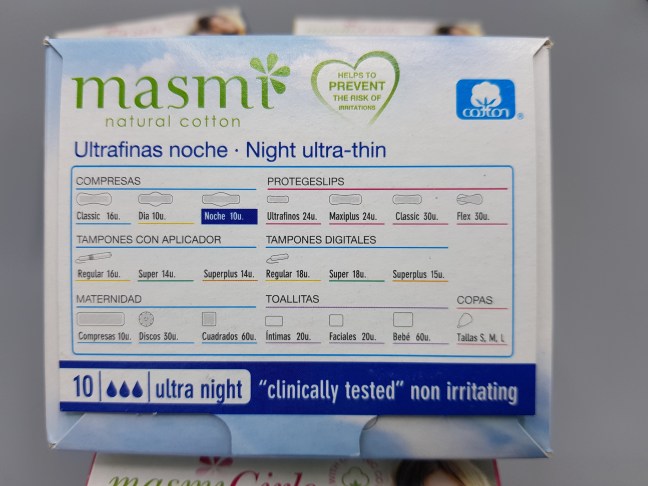 masmi
natural cotton
HELPS TO
PREVENT
THE RISK OF
IRRITATIONS
cotton ®
Ultrafinas noche · Night ultra-thin
COMPRESAS
Classic 16u. Día 10u. Noche 10u.
PROTEGESLIPS
Ultrafinos 24u. Maxiplus 24u. Classic 30u. Flex 30u.
TAMPONES CON APLICADOR
Regular 16u. Super 14u. Superplus 14u.
TAMPONES DIGITALES
Regular 18u. Super 18u. Superplus 15u.
MATERNIDAD
Compresas 10u. Discos 30u. Cuadrados 60u.
TOALLITAS
Íntimas 20u. Faciales 20u. Bebé 60u.
COPAS
Tallas S, M, L
10 ultra night "clinically tested" non irritating
masmi Girls